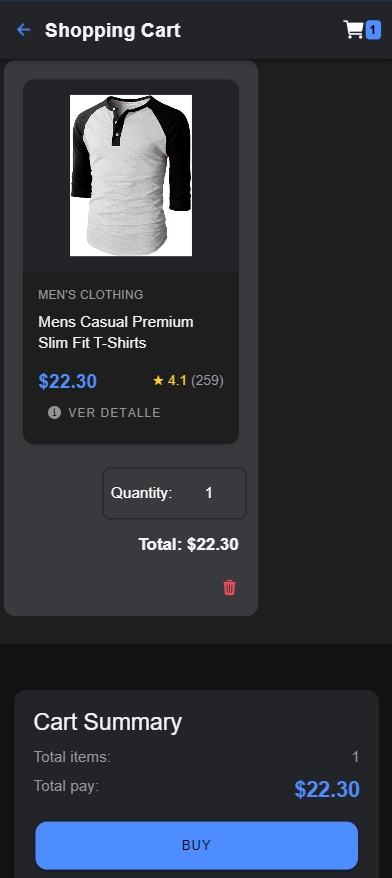 Shopping Cart
1
MEN'S CLOTHING
Mens Casual Premium
Slim Fit T-Shirts
$22.30
★ 4.1 (259)
VER DETALLE
Quantity: 1
Total: $22.30
Cart Summary
Total items: 1
Total pay: $22.30
BUY